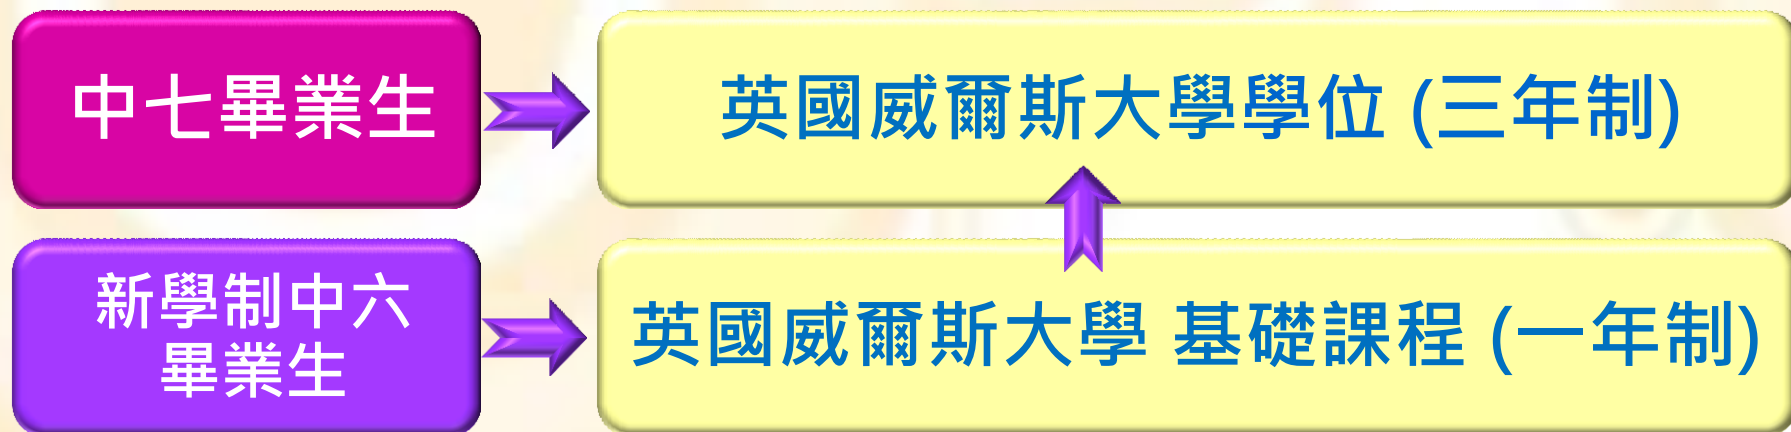 中七畢業生
英國威爾斯大學學位 (三年制)
新學制中六
畢業生
英國威爾斯大學 基礎課程 (一年制)